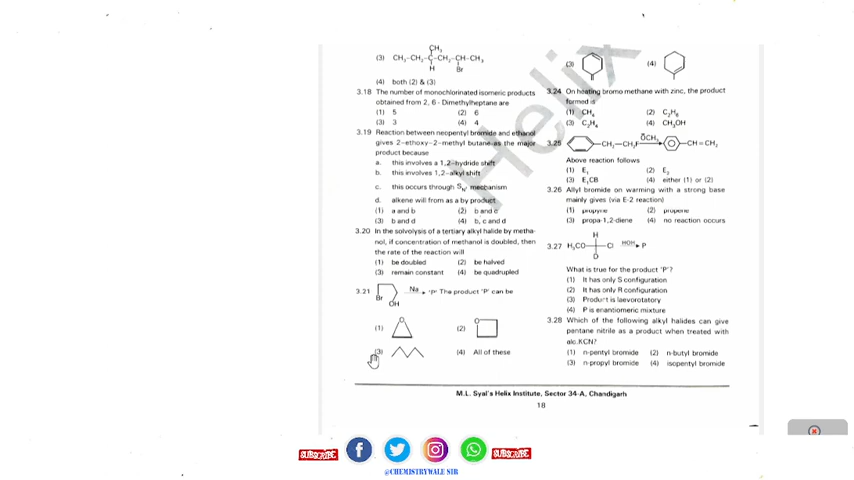 CH₃
(3) CH₃–CH₂–C–CH₂–CH–CH₃
H Br
(4) both (2) & (3)
3.18 The number of monochlorinated isomeric products
obtained from 2, 6 - Dimethylheptane are
(1) 5 (2) 6
(3) 3 (4) 4
3.19 Reaction between neopentyl bromide and ethanol
gives 2-ethoxy-2-methyl butane as the major
product because
a. this involves a 1,2-hydride shift
b. this involves 1,2-alkyl shift
c. this occurs through mechanism
d. alkene will from as a by product
(1) a and b (2) b and c
(3) b and d (4) b, c and d
3.20 In the solvolysis of a tertiary alkyl halide by metha-
nol, if concentration of methanol is doubled, then
the rate of the reaction will
(1) be doubled (2) be halved
(3) remain constant (4) be quadrupled
3.21 Br OH Na 'P' The product 'P' can be
(1) O (2) O
(3) (4) All of these
(3) (4)
3.24 On heating bromo methane with zinc, the product
formed is
(1) CH₄ (2) C₂H₆
(3) C₂H₄ (4) CH₃OH
3.25 CH₂–CH₂F ŌCH₃ CH=CH₂
Above reaction follows
(1) E₁ (2) E₂
(3) E₁CB (4) either (1) or (2)
3.26 Allyl bromide on warming with a strong base
mainly gives (via E-2 reaction)
(1) propyne (2) propene
(3) propa-1,2-diene (4) no reaction occurs
H
3.27 H₃CO Cl HOH P
D
What is true for the product 'P'?
(1) It has only S configuration
(2) It has only R configuration
(3) Product is laevorotatory
(4) P is enantiomeric mixture
3.28 Which of the following alkyl halides can give
pentane nitrile as a product when treated with
alc.KCN?
(1) n-pentyl bromide (2) n-butyl bromide
(3) n-propyl bromide (4) isopentyl bromide
Helix
M.L. Syal's Helix Institute, Sector 34-A, Chandigarh
18
SUBSCRIBE SUBSCRIBE
@CHEMISTRYWALE SIR